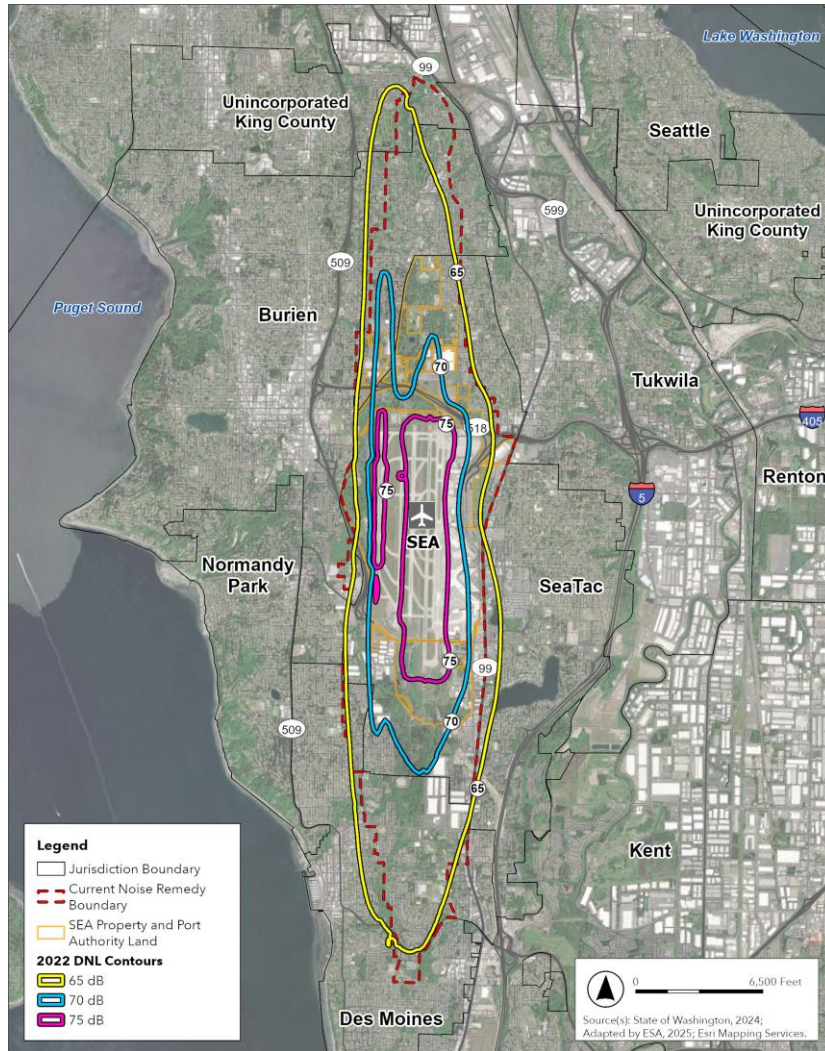 Lake Washington
99
Unincorporated
King County
Seattle
599
Unincorporated
King County
65
509
Puget Sound
Burien
70
Tukwila
75
518
405
Renton
75
5
SEA
Normandy
Park
SeaTac
75
99
70
509
65
Kent
Des Moines
Legend
Jurisdiction Boundary
Current Noise Remedy
Boundary
SEA Property and Port
Authority Land
2022 DNL Contours
65 dB
70 dB
75 dB
0 6,500 Feet
Source(s): State of Washington, 2024;
Adapted by ESA, 2025; Esri Mapping Services.